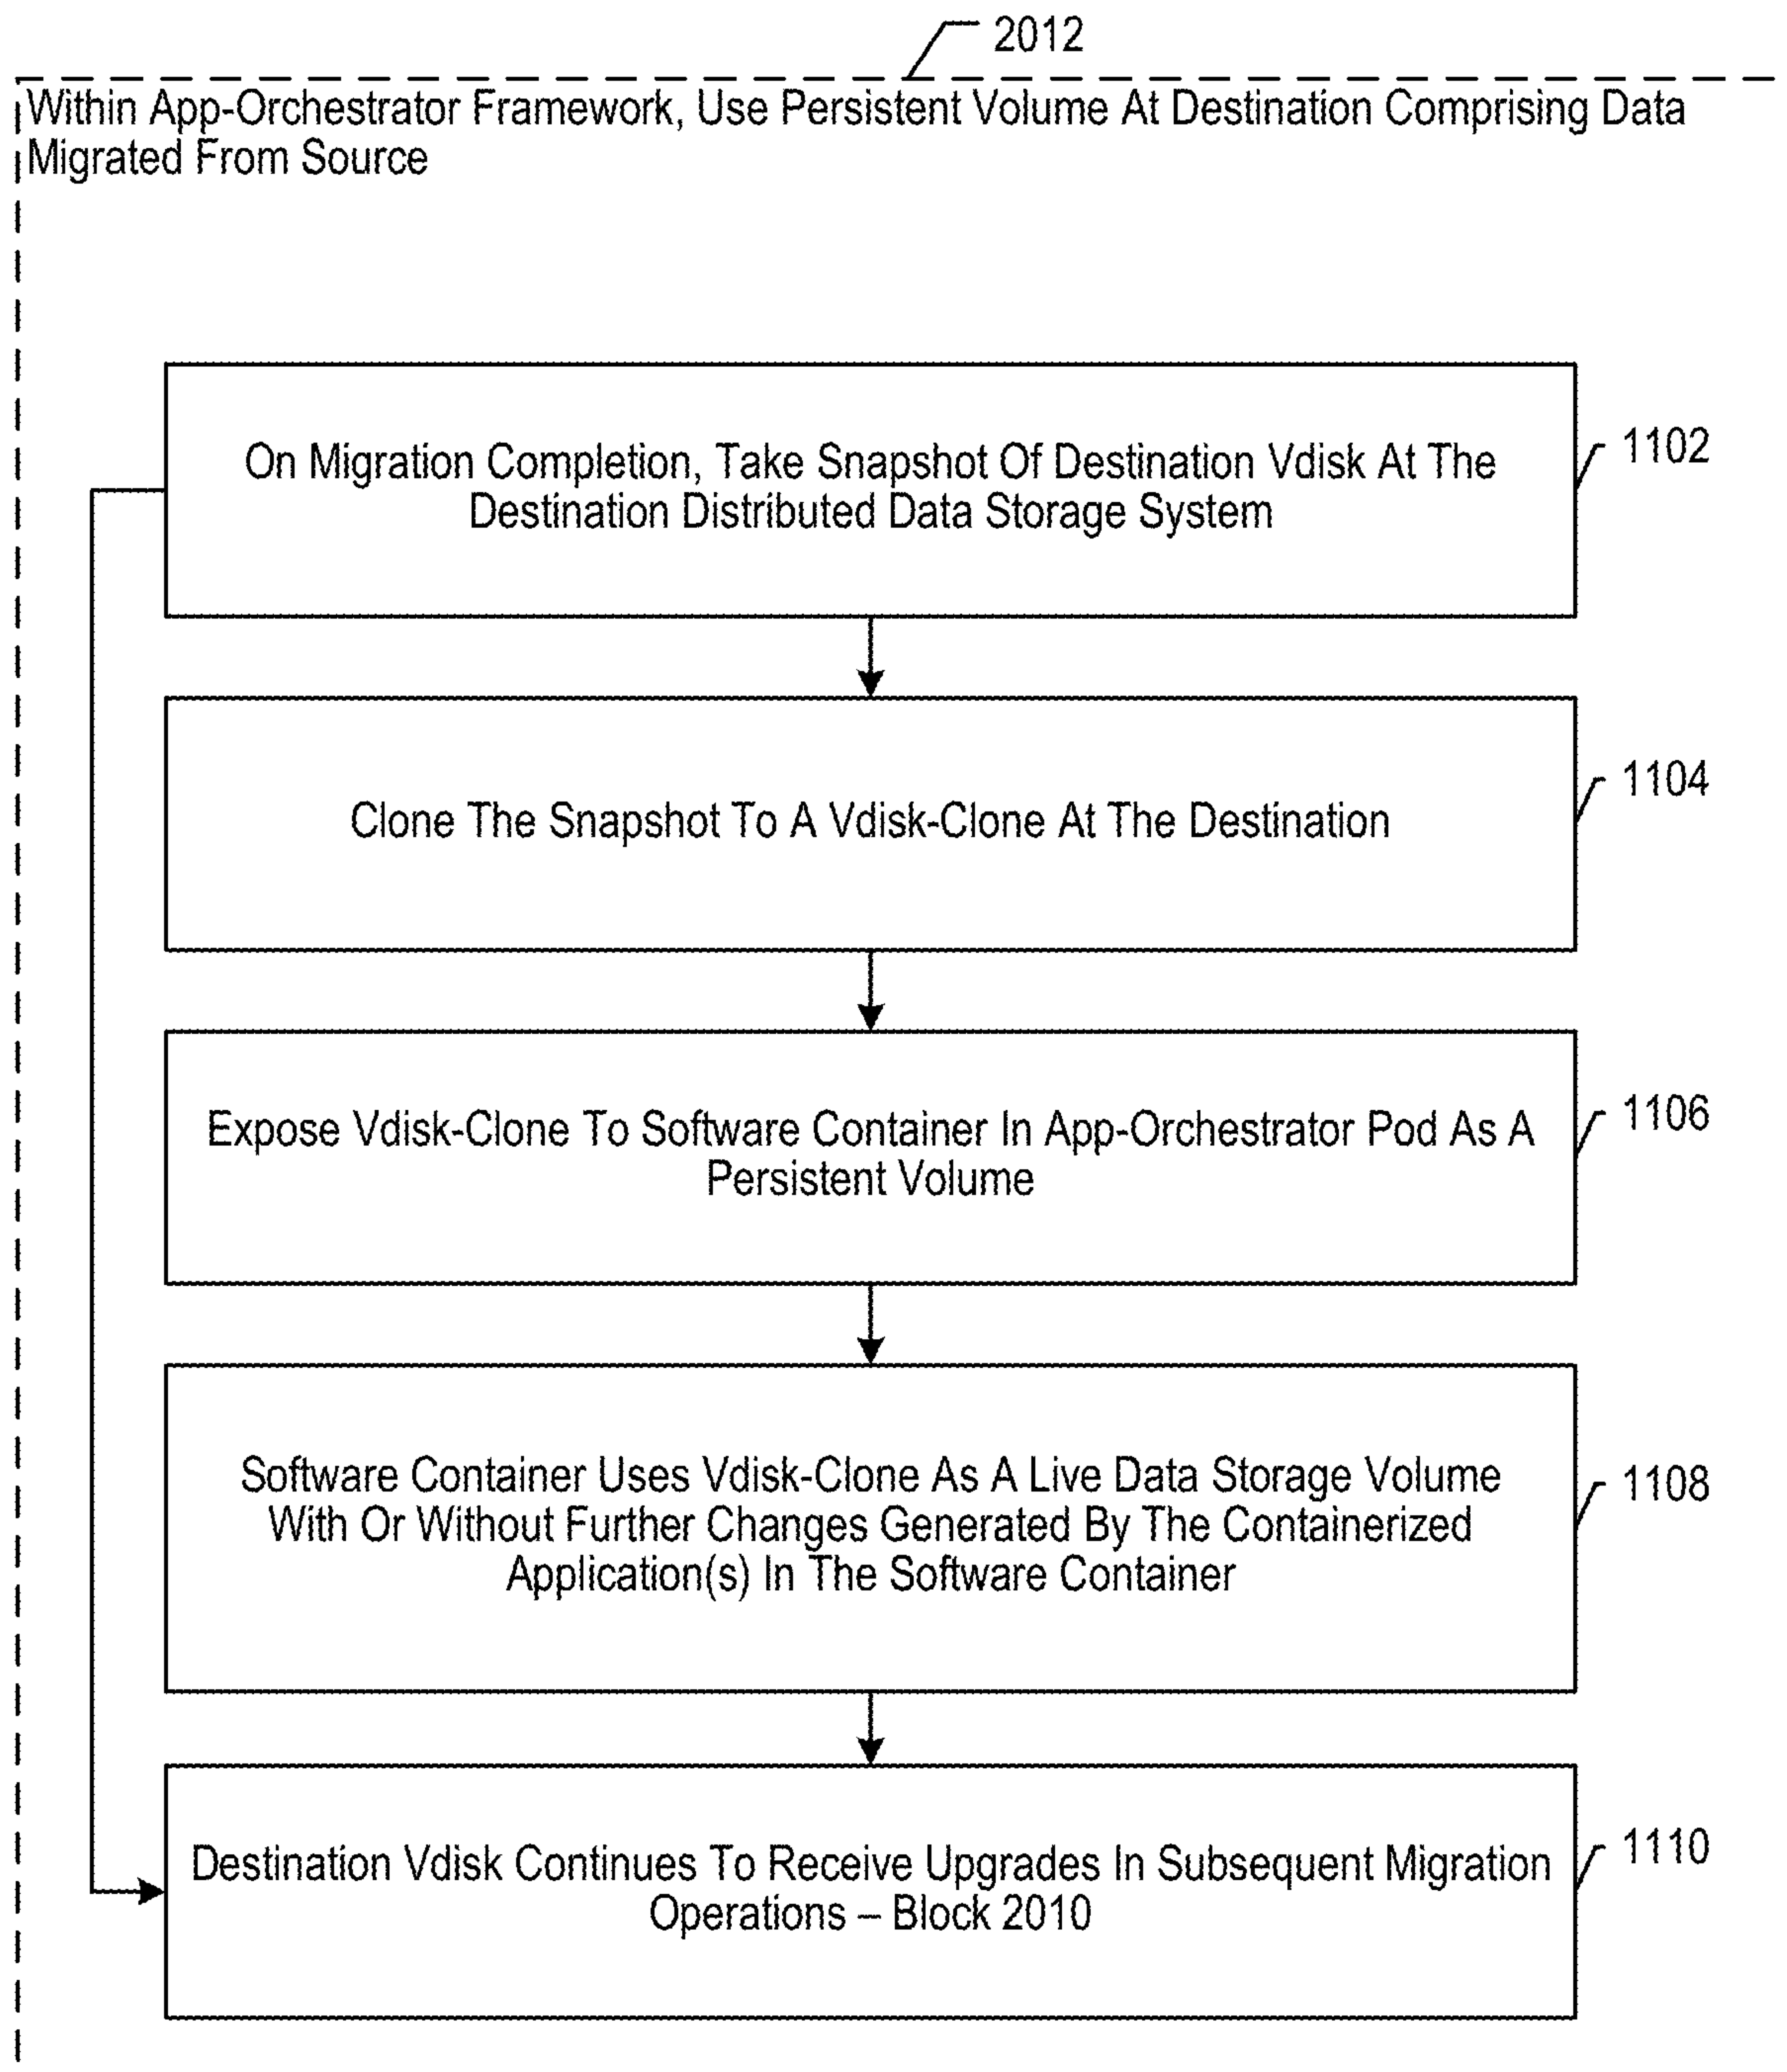 2012
Within App-Orchestrator Framework, Use Persistent Volume At Destination Comprising Data
Migrated From Source
On Migration Completion, Take Snapshot Of Destination Vdisk At The
Destination Distributed Data Storage System
1102
Clone The Snapshot To A Vdisk-Clone At The Destination
1104
Expose Vdisk-Clone To Software Container In App-Orchestrator Pod As A
Persistent Volume
1106
Software Container Uses Vdisk-Clone As A Live Data Storage Volume
With Or Without Further Changes Generated By The Containerized
Application(s) In The Software Container
1108
Destination Vdisk Continues To Receive Upgrades In Subsequent Migration
Operations – Block 2010
1110